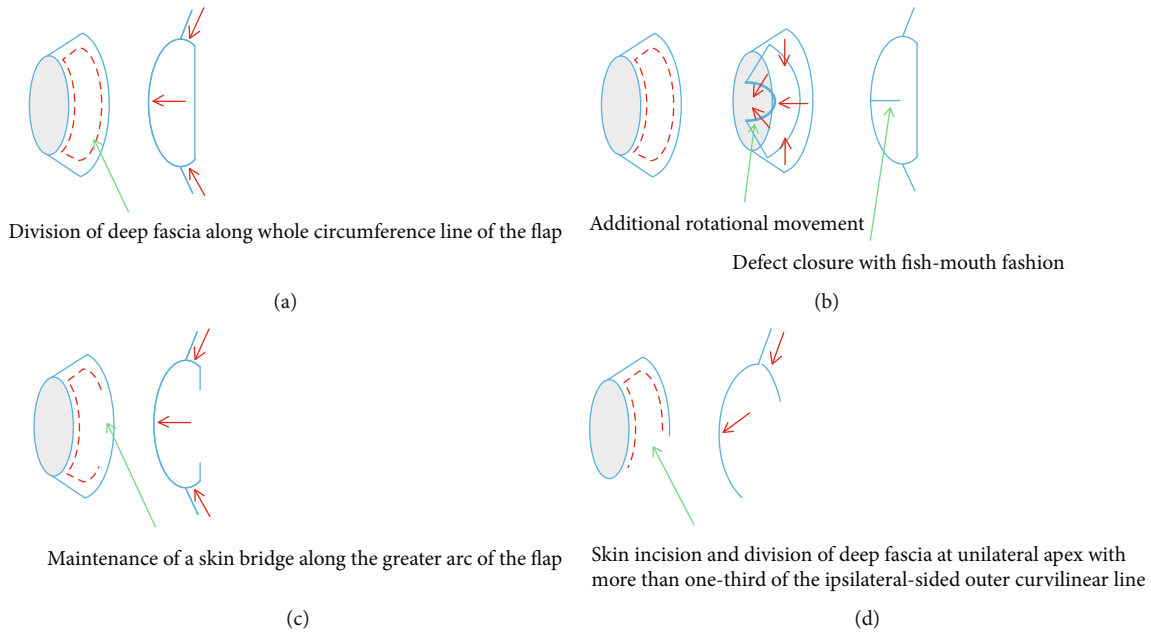 Division of deep fascia along whole circumference line of the flap
(a)
Additional rotational movement
Defect closure with fish-mouth fashion
(b)
Maintenance of a skin bridge along the greater arc of the flap
(c)
Skin incision and division of deep fascia at unilateral apex with
more than one-third of the ipsilateral-sided outer curvilinear line
(d)